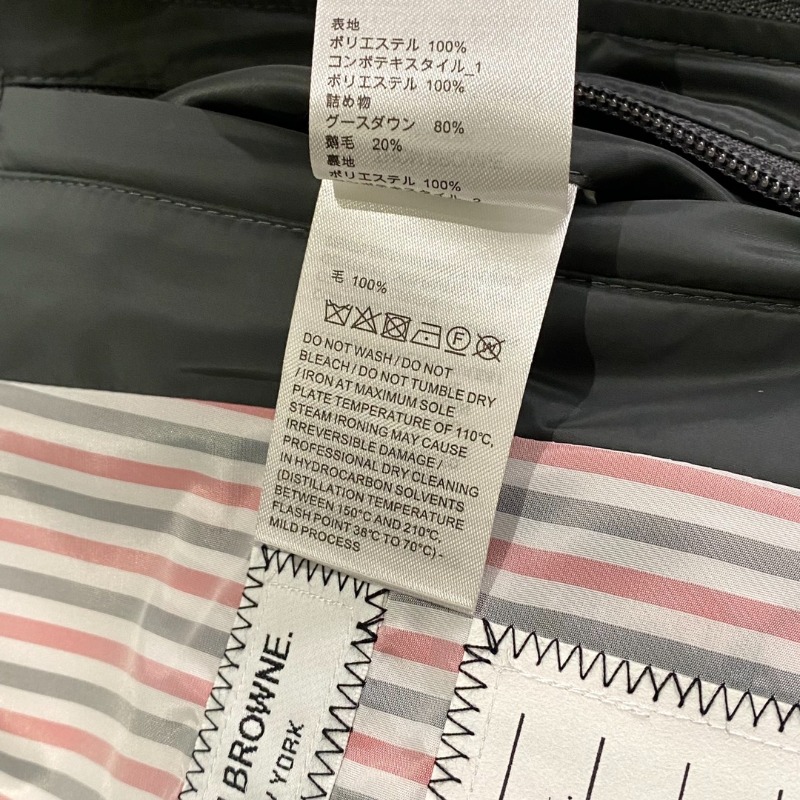 表地
ポリエステル 100%
コンポテキスタイル_1
ポリエステル 100%
詰め物
グースダウン 80%
鵝毛 20%
裏地
ポリエステル 100%
毛 100%
DO NOT WASH / DO NOT
BLEACH / DO NOT TUMBLE DRY
/ IRON AT MAXIMUM SOLE
PLATE TEMPERATURE OF 110°C,
STEAM IRONING MAY CAUSE
IRREVERSIBLE DAMAGE /
PROFESSIONAL DRY CLEANING
IN HYDROCARBON SOLVENTS
(DISTILLATION TEMPERATURE
BETWEEN 150°C AND 210°C,
FLASH POINT 38°C TO 70°C) -
MILD PROCESS
BROWNE.
YORK